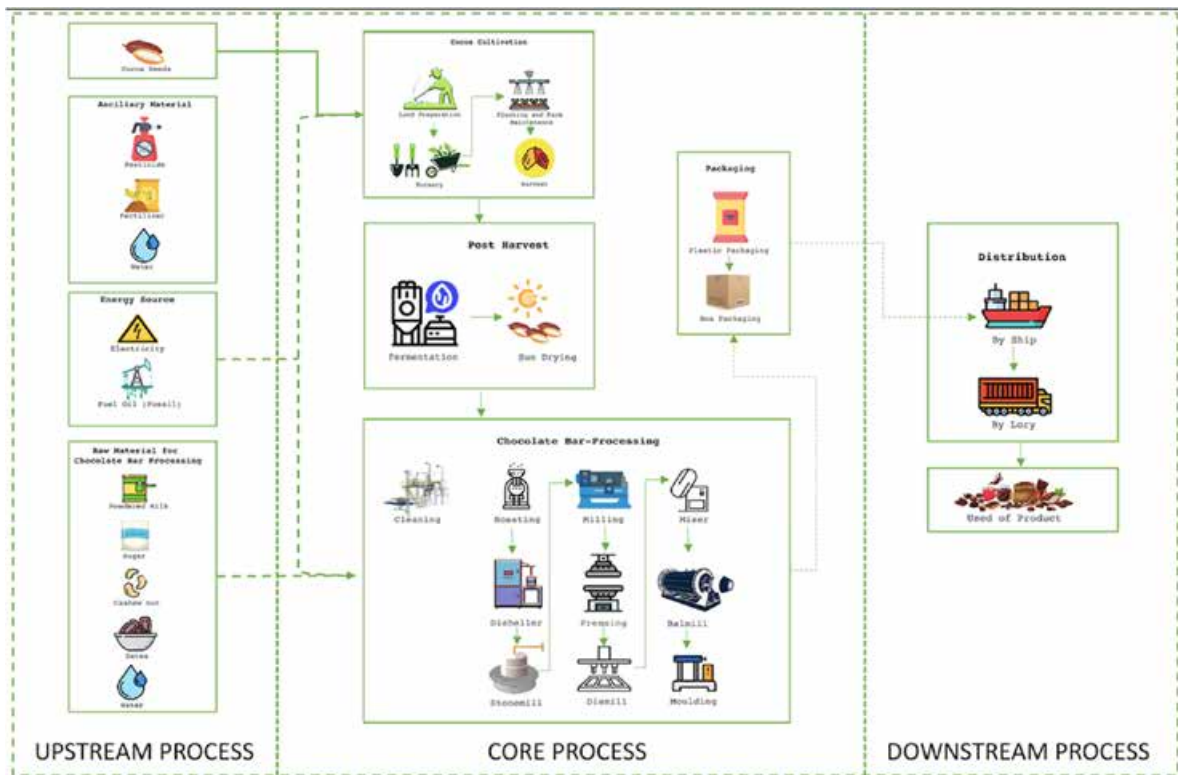 Cocoa Seeds
Ancillary Material
Pesticide
Fertilizer
Water
Energy Source
Electricity
Fuel Oil (Fossil)
Raw Material for
Chocolate Bar Processing
Powdered Milk
Sugar
Cashew nut
Dates
Water
UPSTREAM PROCESS
Cocoa Cultivation
Land Preparation
Planting and Farm
Maintenance
Nursery
Harvest
Post Harvest
Fermentation
Sun Drying
Chocolate Bar-Processing
Cleaning
Roasting
Milling
Mixer
Disheller
Pressing
Balmill
Stonemill
Dismill
Moulding
Packaging
Plastic Packaging
Box Packaging
CORE PROCESS
Distribution
By Ship
By Lory
Used of Product
DOWNSTREAM PROCESS